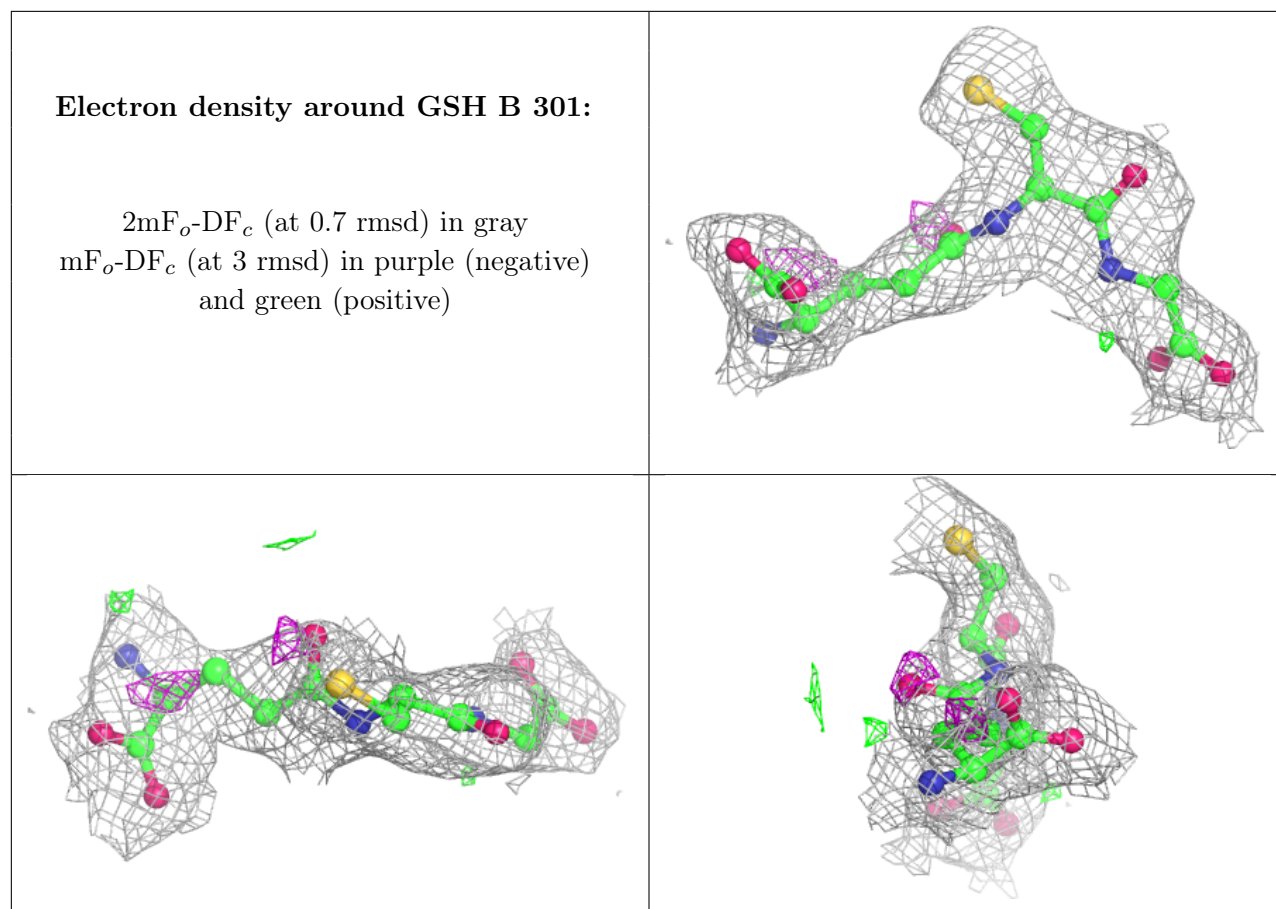 Electron density around GSH B 301:
2mFo-DFc (at 0.7 rmsd) in gray
mFo-DFc (at 3 rmsd) in purple (negative)
and green (positive)